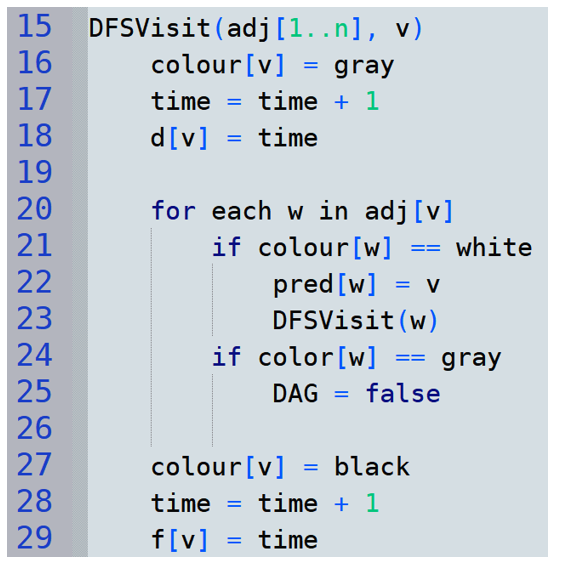 15 DFSVisit(adj[1..n], v)
16     colour[v] = gray
17     time = time + 1
18     d[v] = time
19
20     for each w in adj[v]
21         if colour[w] == white
22             pred[w] = v
23             DFSVisit(w)
24         if color[w] == gray
25             DAG = false
26
27     colour[v] = black
28     time = time + 1
29     f[v] = time